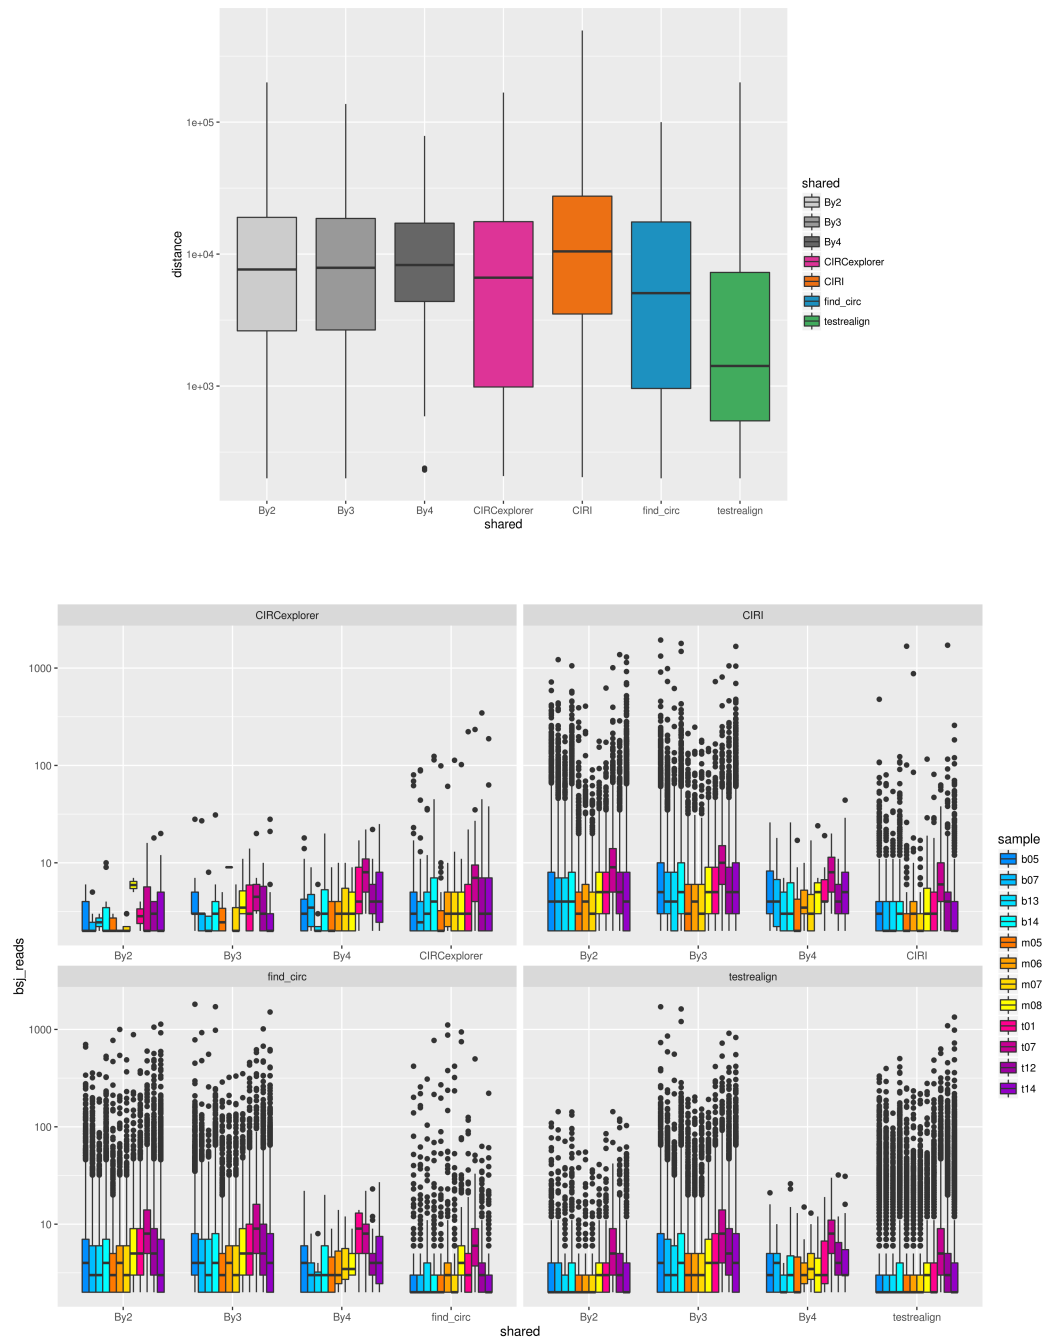 1e+05
1e+04
1e+03
distance
By2 By3 By4 CIRCexplorer CIRI find_circ testrealign
shared
shared
By2
By3
By4
CIRCexplorer
CIRI
find_circ
testrealign
CIRCexplorer CIRI
1000
100
10
By2 By3 By4 CIRCexplorer By2 By3 By4 CIRI
find_circ testrealign
1000
100
10
By2 By3 By4 find_circ By2 By3 By4 testrealign
shared
bsj_reads
sample
b05
b07
b13
b14
m05
m06
m07
m08
t01
t07
t12
t14